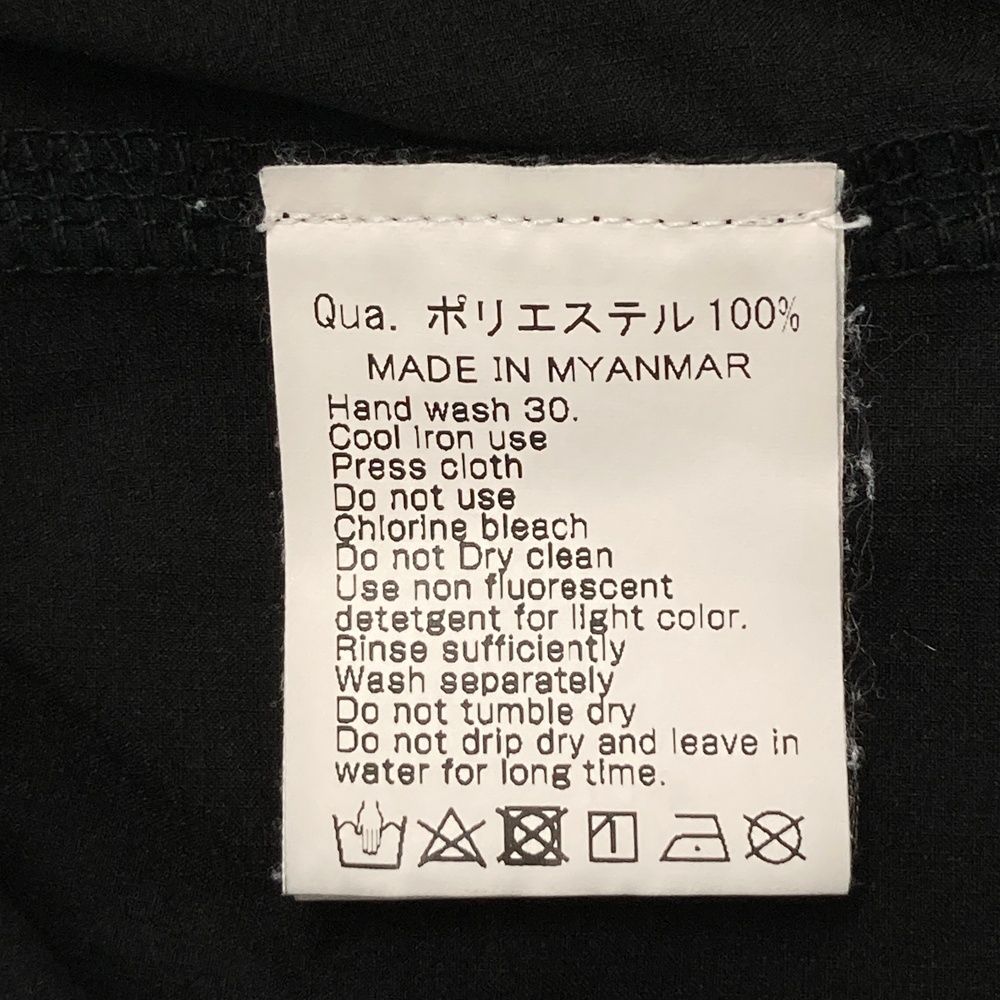 Qua. ポリエステル 100%
MADE IN MYANMAR
Hand wash 30.
Cool Iron use
Press cloth
Do not use
Chlorine bleach
Do not Dry clean
Use non fluorescent
detetgent for light color.
Rinse sufficiently
Wash separately
Do not tumble dry
Do not drip dry and leave in
water for long time.